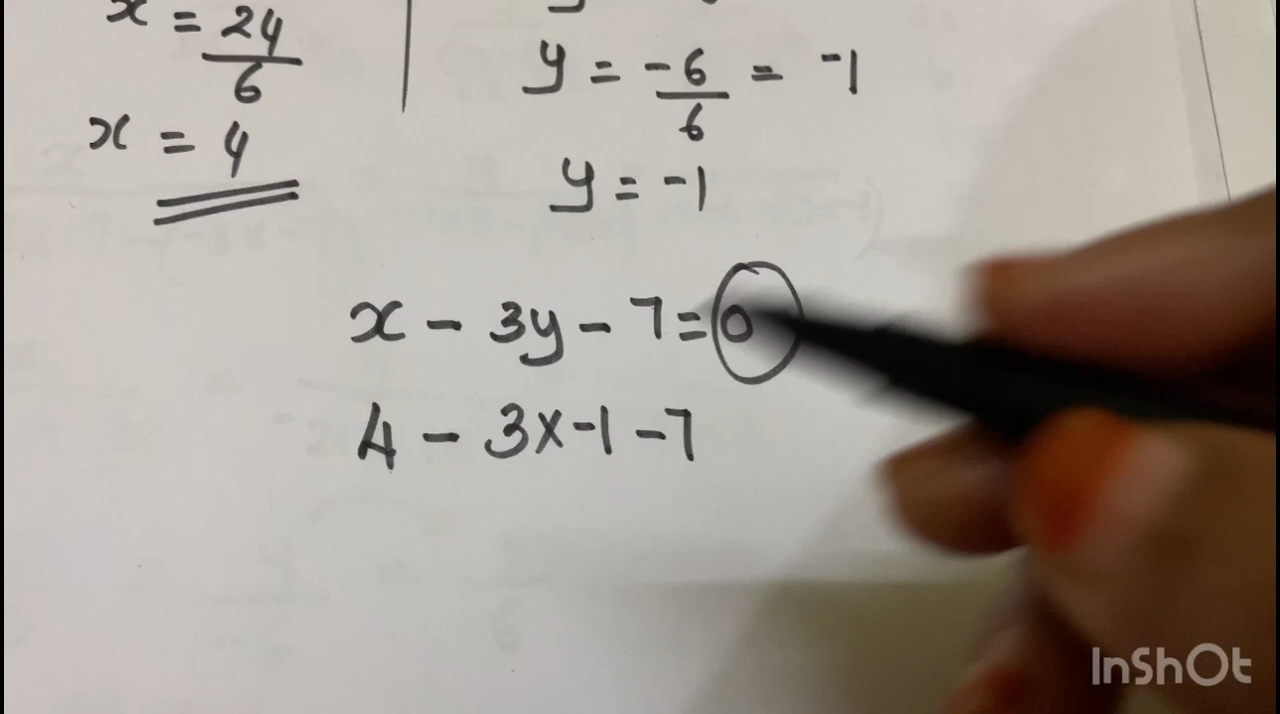 x = 24/6
x = 4
y = -6/6 = -1
y = -1
x - 3y - 7 = 0
4 - 3x-1 - 7
InShOt